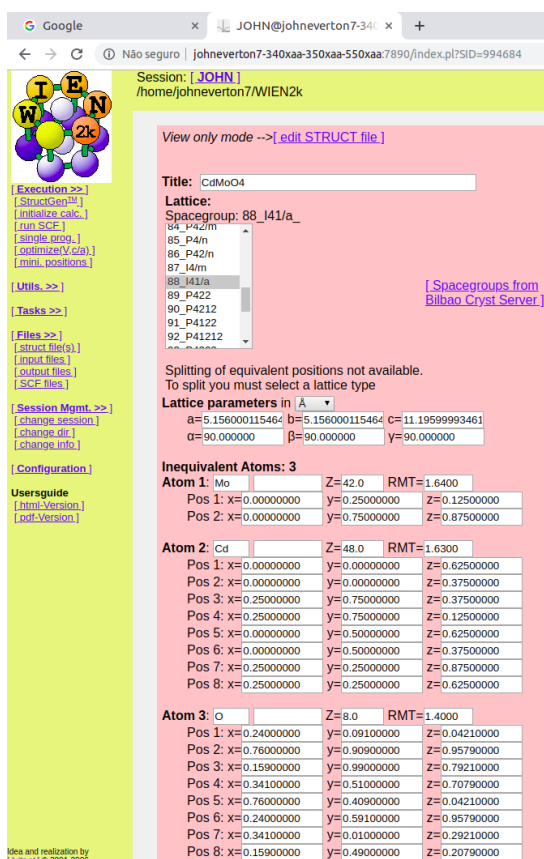 Google
JOHN@johneverton7-340
Não seguro | johneverton7-340xaa-350xaa-550xaa:7890/index.pl?SID=994684
WIEN
2k
[ Execution >> ]
[ StructGen™ ]
[ initialize calc. ]
[ run SCF ]
[ single prog. ]
[ optimize(V,c/a) ]
[ mini. positions ]
[ Utils. >> ]
[ Tasks >> ]
[ Files >> ]
[ struct file(s) ]
[ input files ]
[ output files ]
[ SCF files ]
[ Session Mgmt. >> ]
[ change session ]
[ change dir ]
[ change info ]
[ Configuration ]
Usersguide
[ html-Version ]
[ pdf-Version ]
Idea and realization by
Session: [ JOHN ]
/home/johneverton7/WIEN2k
View only mode -->[ edit STRUCT file ]
Title: CdMoO4
Lattice:
Spacegroup: 88_I41/a_
84_P42/m
85_P4/n
86_P42/n
87_I4/m
88_I41/a
89_P422
90_P4212
91_P4122
92_P41212
[ Spacegroups from
Bilbao Cryst Server ]
Splitting of equivalent positions not available.
To split you must select a lattice type
Lattice parameters in Å
a=5.156000115464 b=5.156000115464 c=11.19599993461
α=90.000000 β=90.000000 γ=90.000000
Inequivalent Atoms: 3
Atom 1: Mo Z=42.0 RMT=1.6400
Pos 1: x=0.00000000 y=0.25000000 z=0.12500000
Pos 2: x=0.00000000 y=0.75000000 z=0.87500000
Atom 2: Cd Z=48.0 RMT=1.6300
Pos 1: x=0.00000000 y=0.00000000 z=0.62500000
Pos 2: x=0.00000000 y=0.00000000 z=0.37500000
Pos 3: x=0.25000000 y=0.75000000 z=0.37500000
Pos 4: x=0.25000000 y=0.75000000 z=0.12500000
Pos 5: x=0.00000000 y=0.50000000 z=0.62500000
Pos 6: x=0.00000000 y=0.50000000 z=0.37500000
Pos 7: x=0.25000000 y=0.25000000 z=0.87500000
Pos 8: x=0.25000000 y=0.25000000 z=0.62500000
Atom 3: O Z=8.0 RMT=1.4000
Pos 1: x=0.24000000 y=0.09100000 z=0.04210000
Pos 2: x=0.76000000 y=0.90900000 z=0.95790000
Pos 3: x=0.15900000 y=0.99000000 z=0.79210000
Pos 4: x=0.34100000 y=0.51000000 z=0.70790000
Pos 5: x=0.76000000 y=0.40900000 z=0.04210000
Pos 6: x=0.24000000 y=0.59100000 z=0.95790000
Pos 7: x=0.34100000 y=0.01000000 z=0.29210000
Pos 8: x=0.15900000 y=0.49000000 z=0.20790000